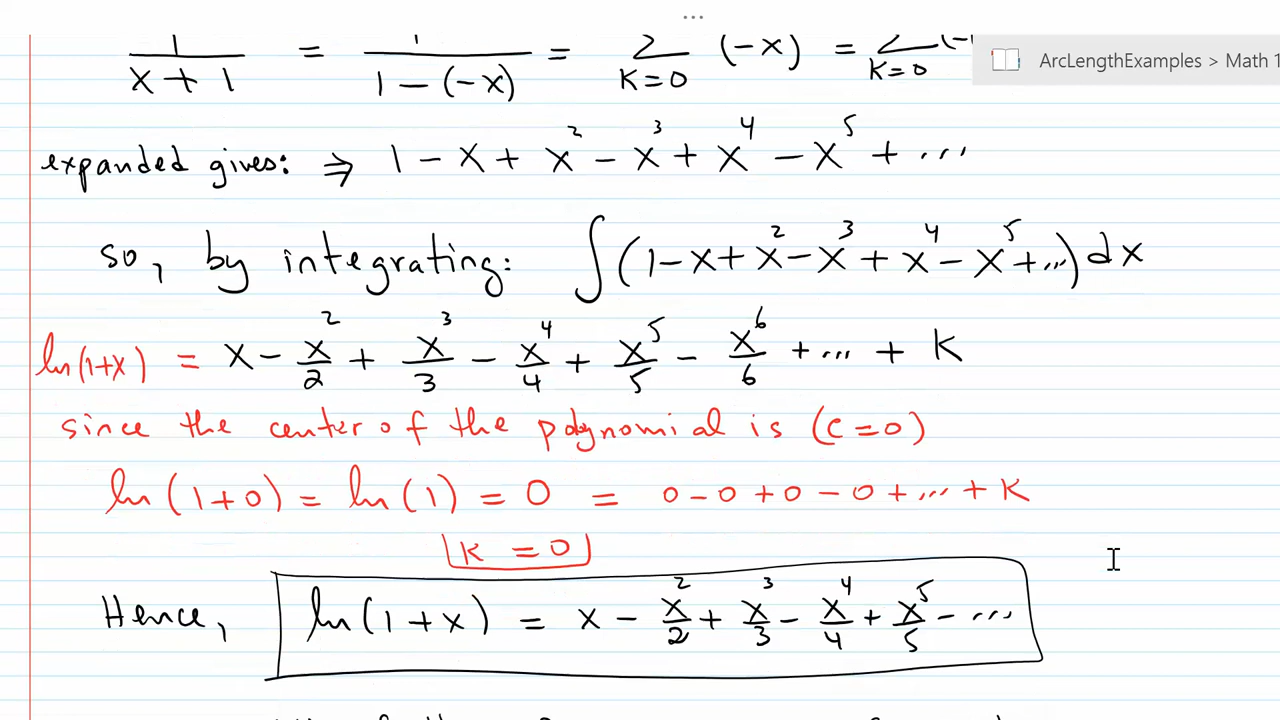 ...
ArcLengthExamples > Math 1
1/(x + 1) = 1/(1 - (-x)) = Σ K=0 (-x) = Σ K=0 (-
expanded gives: ⇒ 1 - x + x² - x³ + x⁴ - x⁵ + ...
so, by integrating: ∫(1 - x + x² - x³ + x⁴ - x⁵ + ...) dx
ln(1+x) = x - x²/2 + x³/3 - x⁴/4 + x⁵/5 - x⁶/6 + ... + K
since the center of the polynomial is (c = 0)
ln(1+0) = ln(1) = 0 = 0 - 0 + 0 - 0 + ... + K
K = 0
Hence, ln(1 + x) = x - x²/2 + x³/3 - x⁴/4 + x⁵/5 - ...